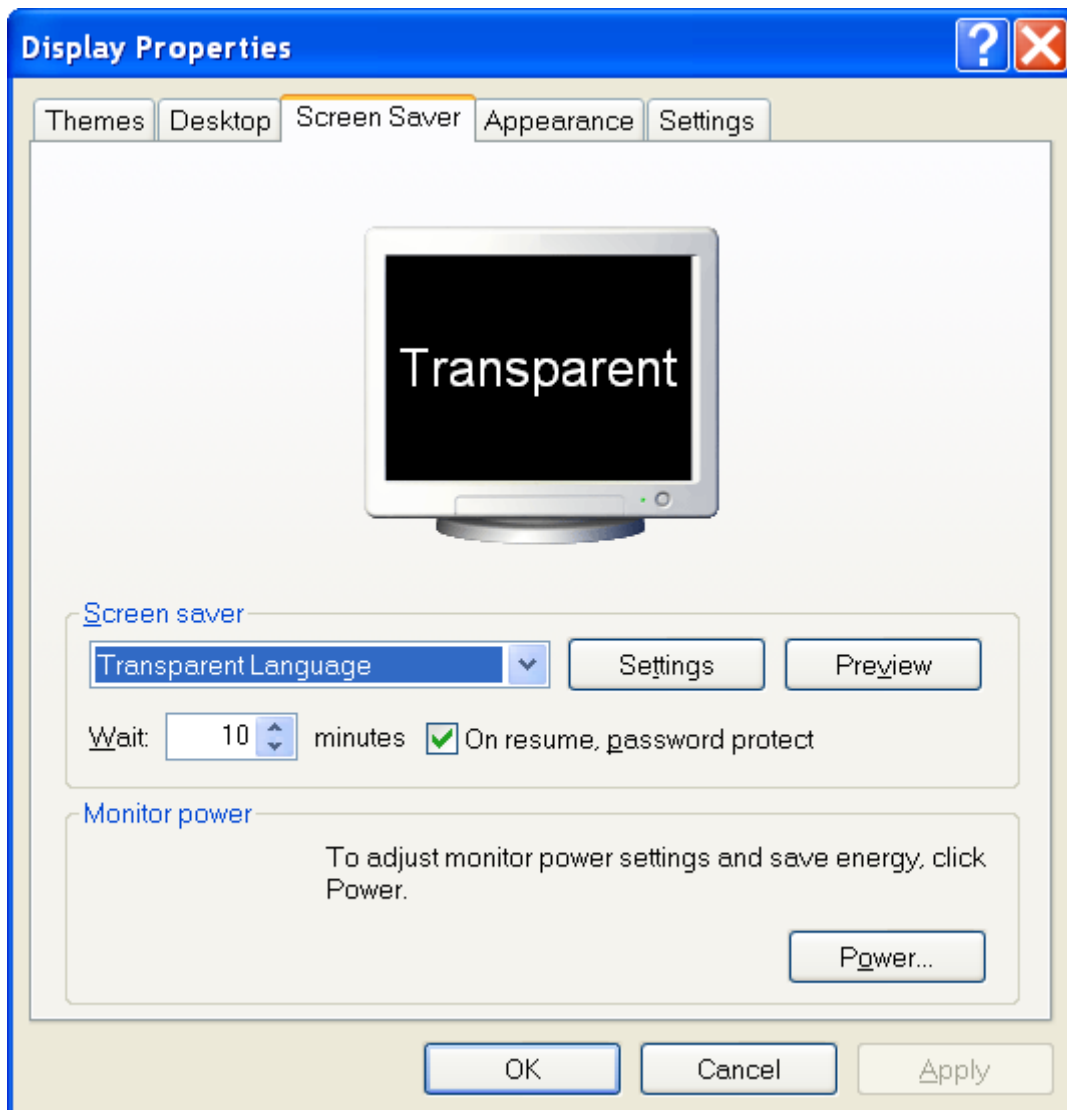 Display Properties
Themes Desktop Screen Saver Appearance Settings
Transparent
Screen saver
Transparent Language Settings Preview
Wait: 10 minutes On resume, password protect
Monitor power
To adjust monitor power settings and save energy, click
Power.
Power...
OK Cancel Apply